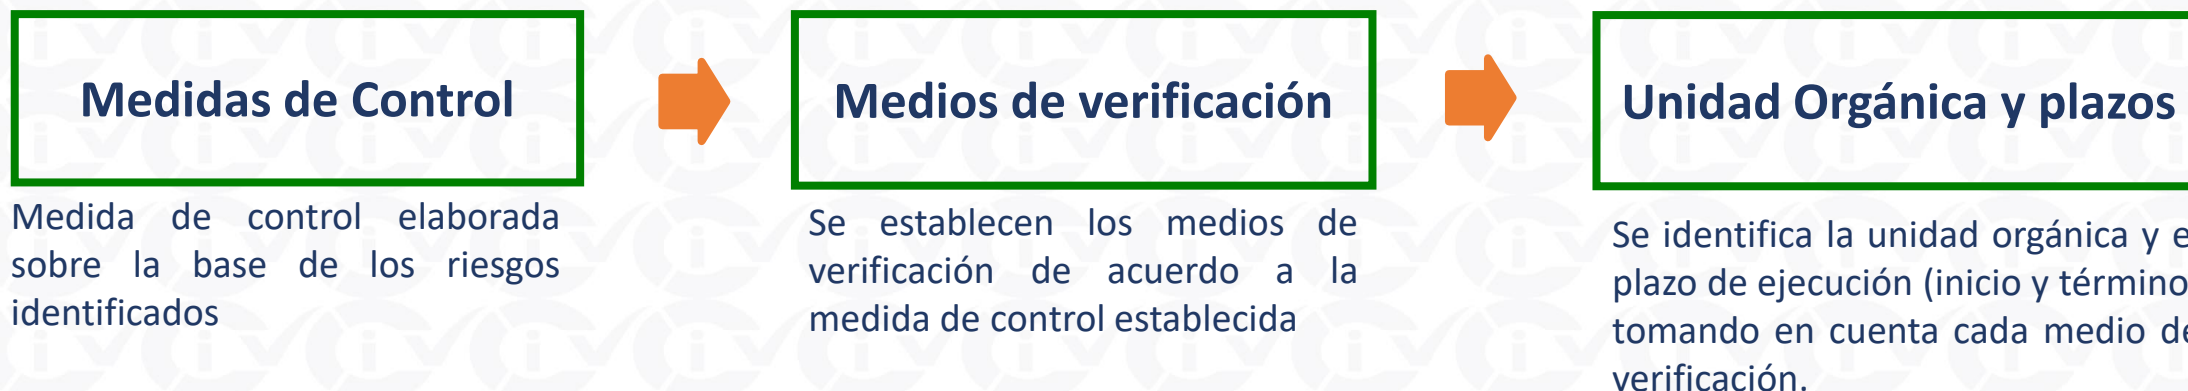 Medidas de Control
Medios de verificación
Unidad Orgánica y plazos
Medida de control elaborada
sobre la base de los riesgos
identificados
Se establecen los medios de
verificación de acuerdo a la
medida de control establecida
Se identifica la unidad orgánica y
plazo de ejecución (inicio y término
tomando en cuenta cada medio
verificación.